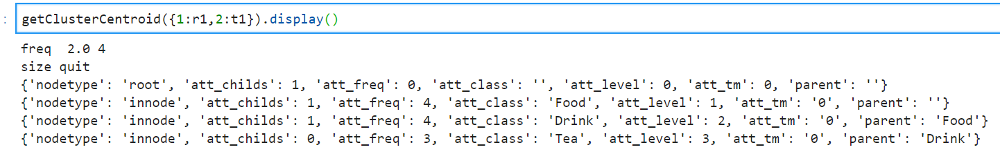 : getClusterCentroid({1:r1,2:t1}).display()
freq  2.0 4
size quit
{'nodetype': 'root', 'att_childs': 1, 'att_freq': 0, 'att_class': '', 'att_level': 0, 'att_tm': 0, 'parent': ''}
{'nodetype': 'innode', 'att_childs': 1, 'att_freq': 4, 'att_class': 'Food', 'att_level': 1, 'att_tm': '0', 'parent': ''}
{'nodetype': 'innode', 'att_childs': 1, 'att_freq': 4, 'att_class': 'Drink', 'att_level': 2, 'att_tm': '0', 'parent': 'Food'}
{'nodetype': 'innode', 'att_childs': 0, 'att_freq': 3, 'att_class': 'Tea', 'att_level': 3, 'att_tm': '0', 'parent': 'Drink'}